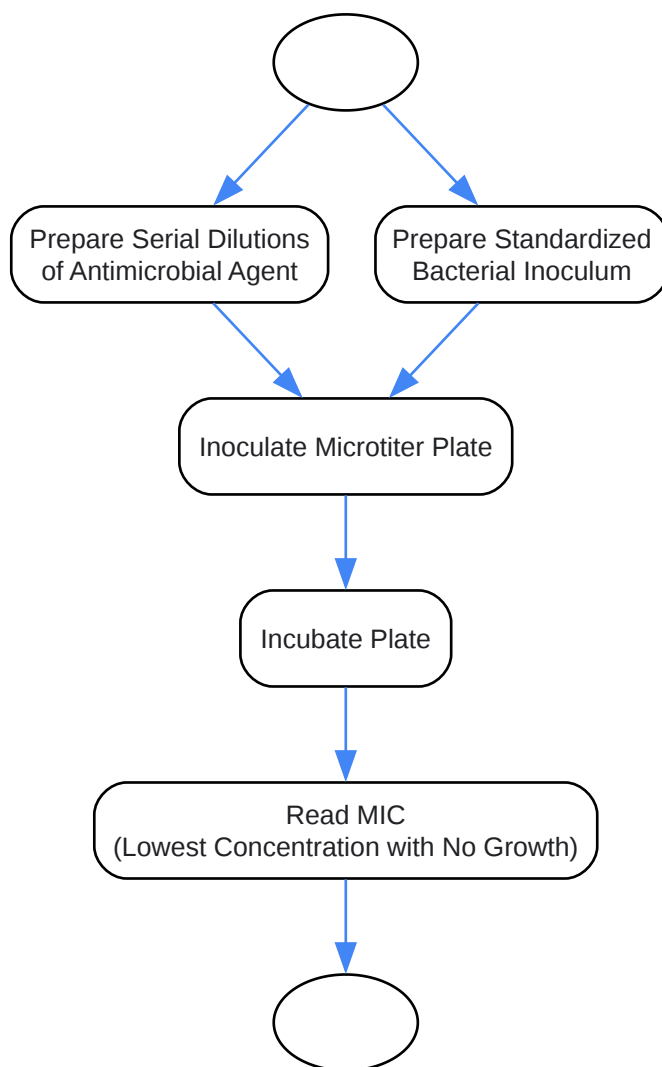 Prepare Serial Dilutions
of Antimicrobial Agent
Prepare Standardized
Bacterial Inoculum
Inoculate Microtiter Plate
Incubate Plate
Read MIC
(Lowest Concentration with No Growth)